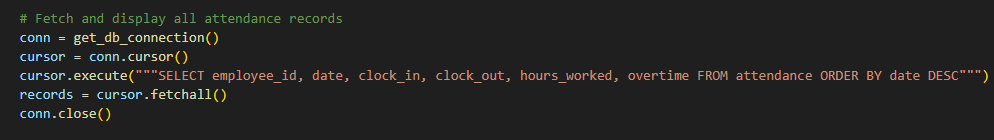 # Fetch and display all attendance records
conn = get_db_connection()
cursor = conn.cursor()
cursor.execute("""SELECT employee_id, date, clock_in, clock_out, hours_worked, overtime FROM attendance ORDER BY date DESC""")
records = cursor.fetchall()
conn.close()